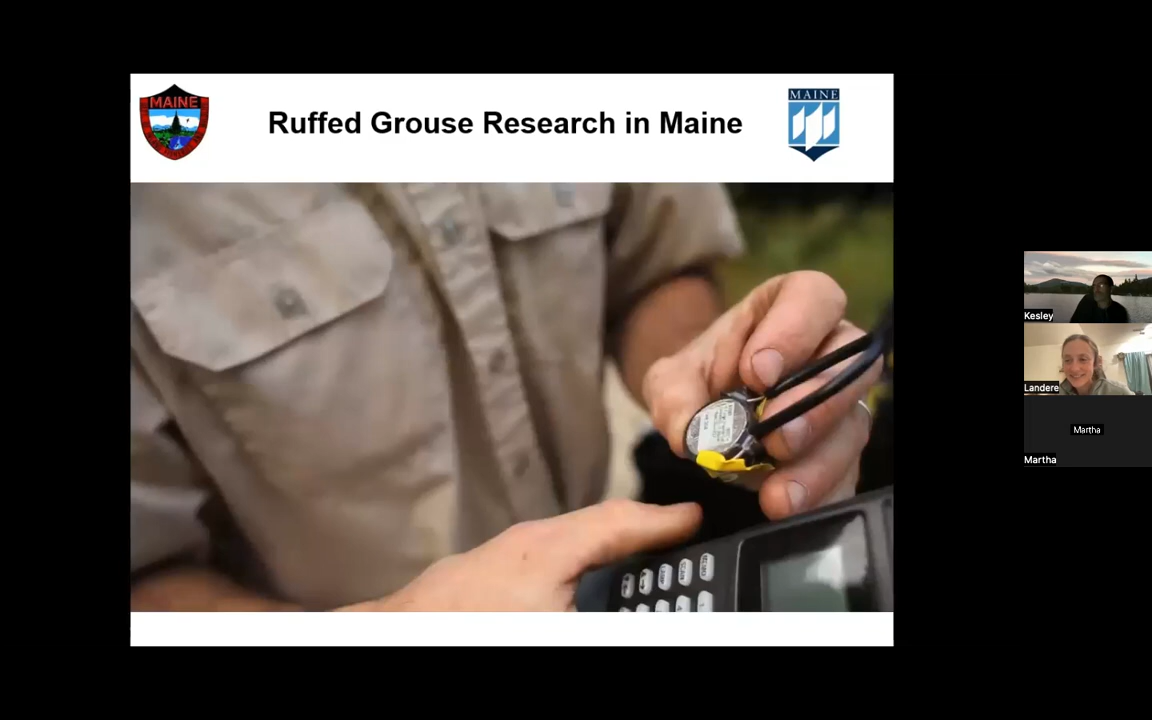 MAINE
Ruffed Grouse Research in Maine
MAINE
Kesley
Landere
Martha
Martha